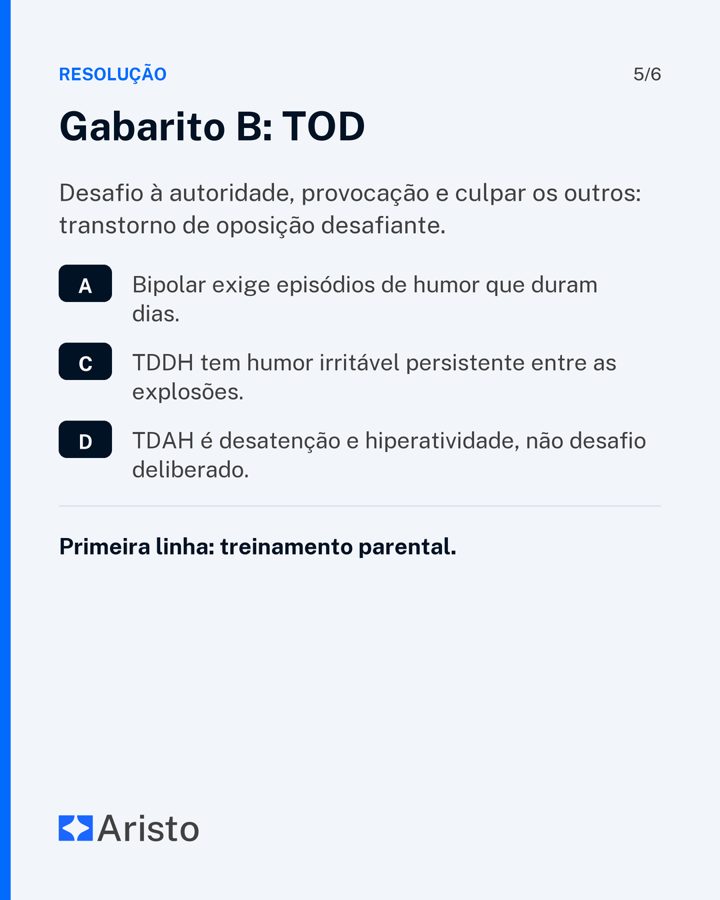 RESOLUÇÃO
5/6
Gabarito B: TOD
Desafio à autoridade, provocação e culpar os outros:
transtorno de oposição desafiante.
A
Bipolar exige episódios de humor que duram
dias.
C
TDDH tem humor irritável persistente entre as
explosões.
D
TDAH é desatenção e hiperatividade, não desafio
deliberado.
Primeira linha: treinamento parental.
Aristo